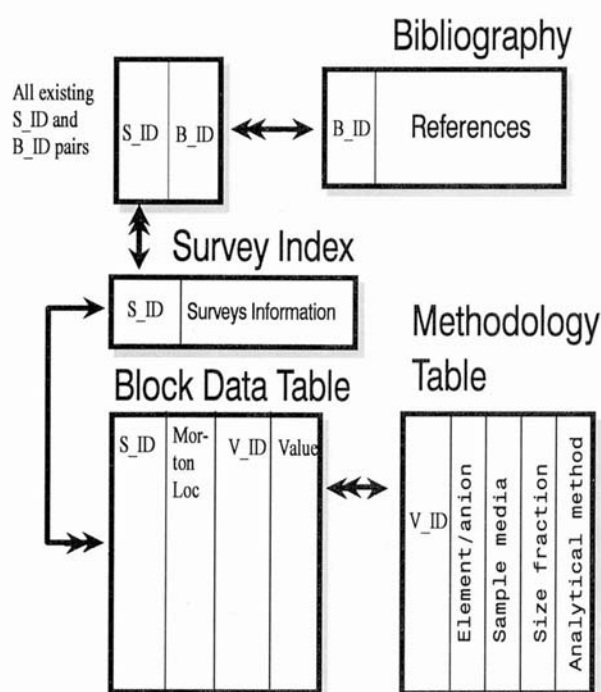 Bibliography
All existing
S_ID and
B_ID pairs
S_ID
B_ID
B_ID
References
Survey Index
S_ID
Surveys Information
Methodology
Table
Block Data Table
S_ID
Mor-
ton
Loc
V_ID
Value
V_ID
Element/anion
Sample media
Size fraction
Analytical method